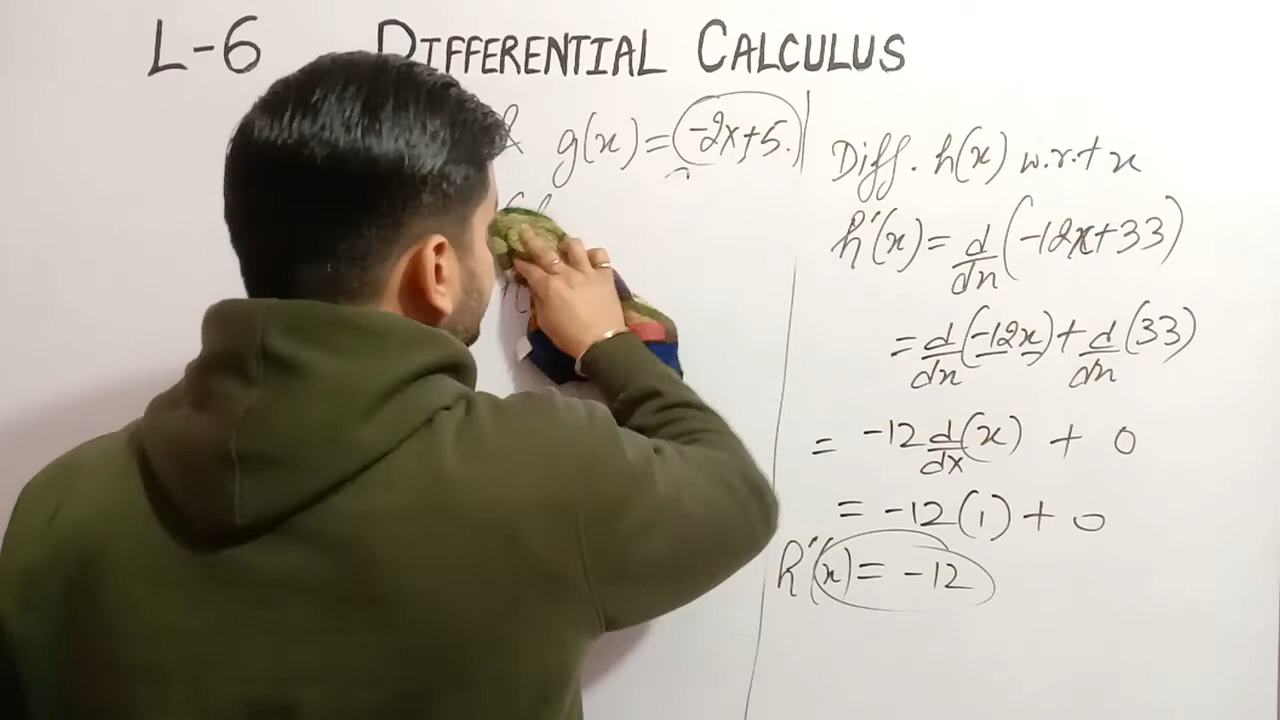 L-6 DIFFERENTIAL CALCULUS
& g(x) = -2x+5.
Diff. h(x) w.r.t x
h'(x) = d/dx (-12x+33)
= d/dx (-12x) + d/dx (33)
= -12 d/dx (x) + 0
= -12(1) + 0
h'(x) = -12